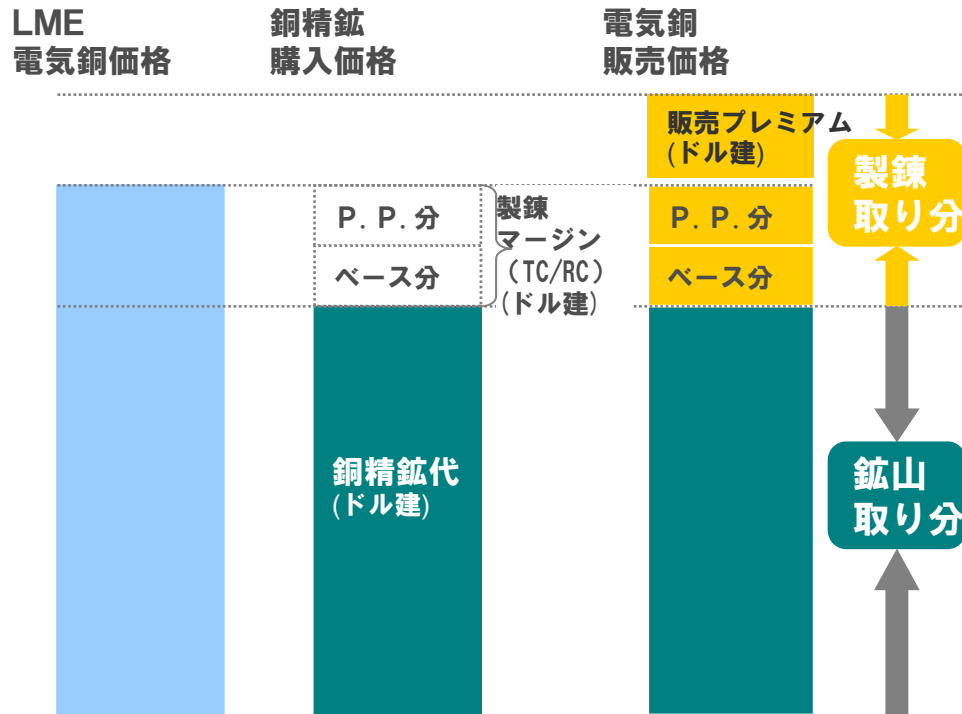 LME
電気銅価格
銅精鉱
購入価格
電気銅
販売価格
販売プレミアム
(ドル建)
製錬
取り分
P. P. 分
ベース分
製錬
マージン
（TC/RC）
(ドル建)
P. P. 分
ベース分
銅精鉱代
(ドル建)
鉱山
取り分